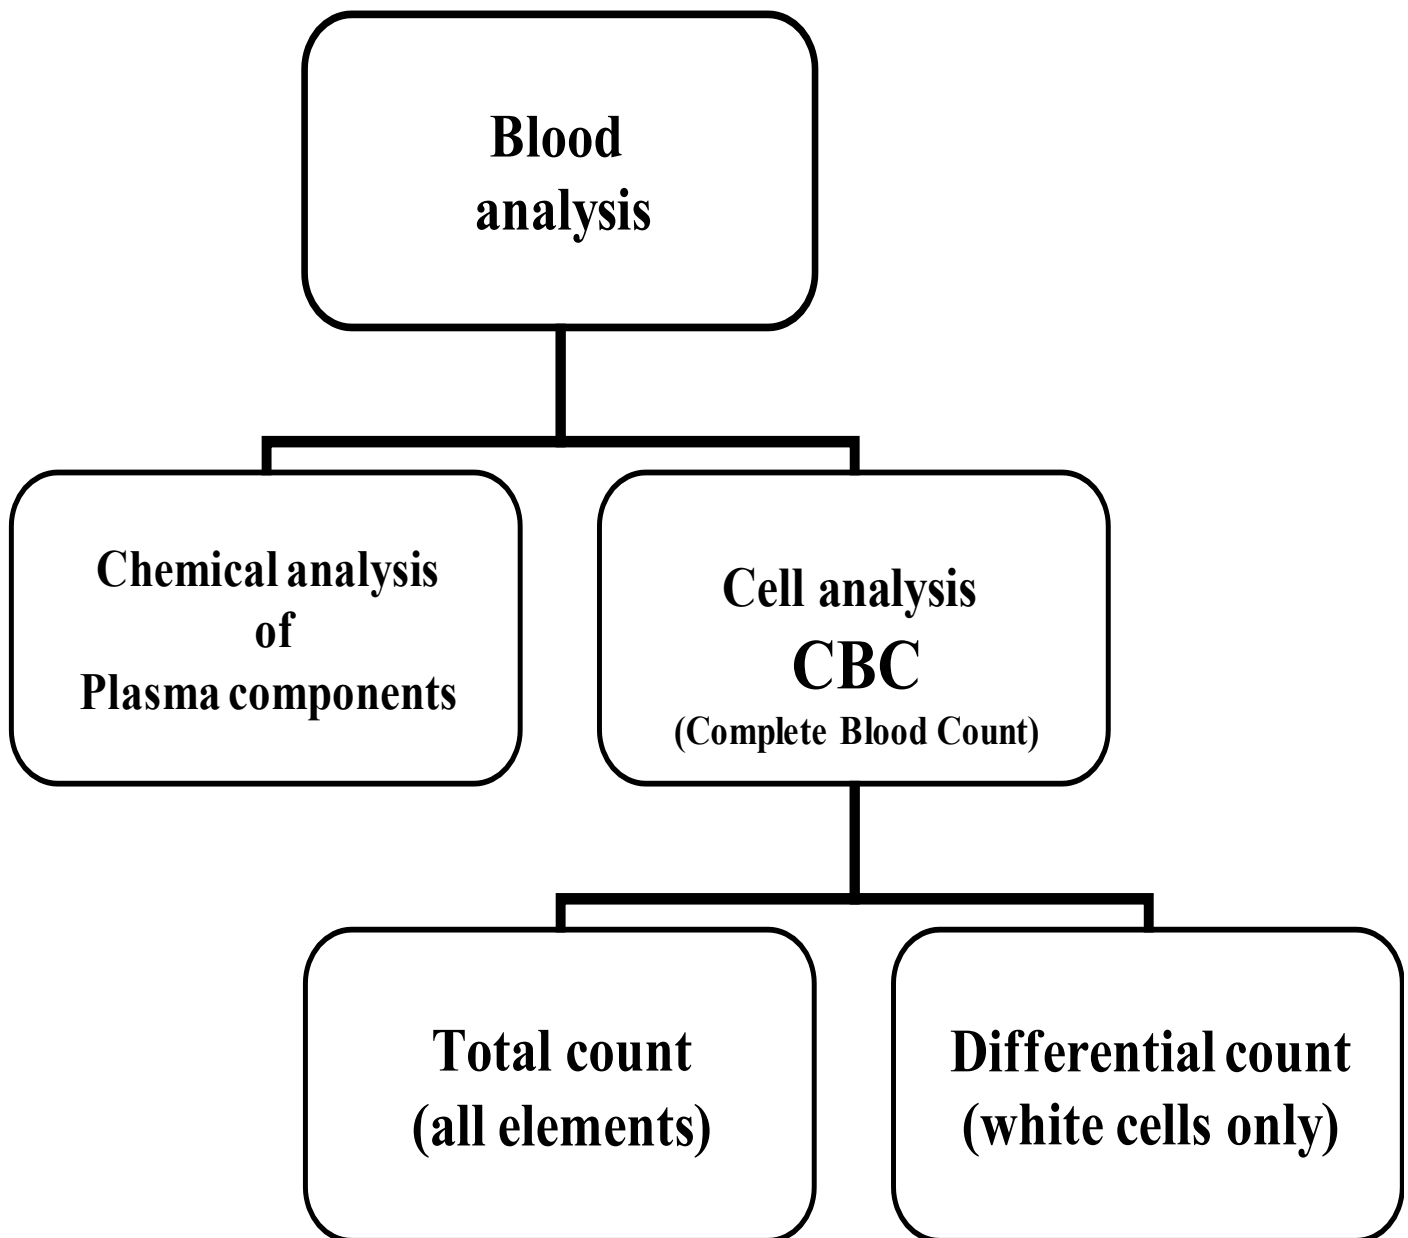 Blood
analysis
Chemical analysis
of
Plasma components
Cell analysis
CBC
(Complete Blood Count)
Total count
(all elements)
Differential count
(white cells only)